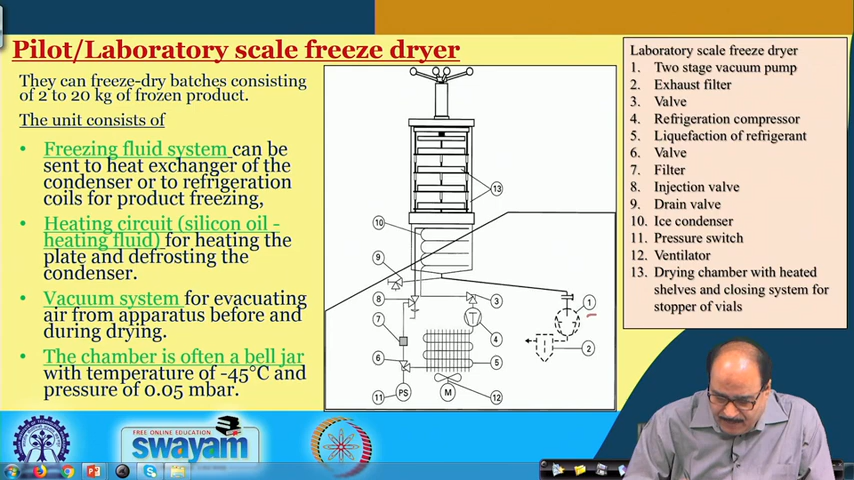 Pilot/Laboratory scale freeze dryer
They can freeze-dry batches consisting
of 2 to 20 kg of frozen product.
The unit consists of
• Freezing fluid system can be
sent to heat exchanger of the
condenser or to refrigeration
coils for product freezing,
• Heating circuit (silicon oil -
heating fluid) for heating the
plate and defrosting the
condenser.
• Vacuum system for evacuating
air from apparatus before and
during drying.
• The chamber is often a bell jar
with temperature of -45°C and
pressure of 0.05 mbar.
13
10
9
8
3
1
7
4
2
6
5
11
PS
M
12
Laboratory scale freeze dryer
1. Two stage vacuum pump
2. Exhaust filter
3. Valve
4. Refrigeration compressor
5. Liquefaction of refrigerant
6. Valve
7. Filter
8. Injection valve
9. Drain valve
10. Ice condenser
11. Pressure switch
12. Ventilator
13. Drying chamber with heated
shelves and closing system for
stopper of vials
FREE ONLINE EDUCATION
swayam